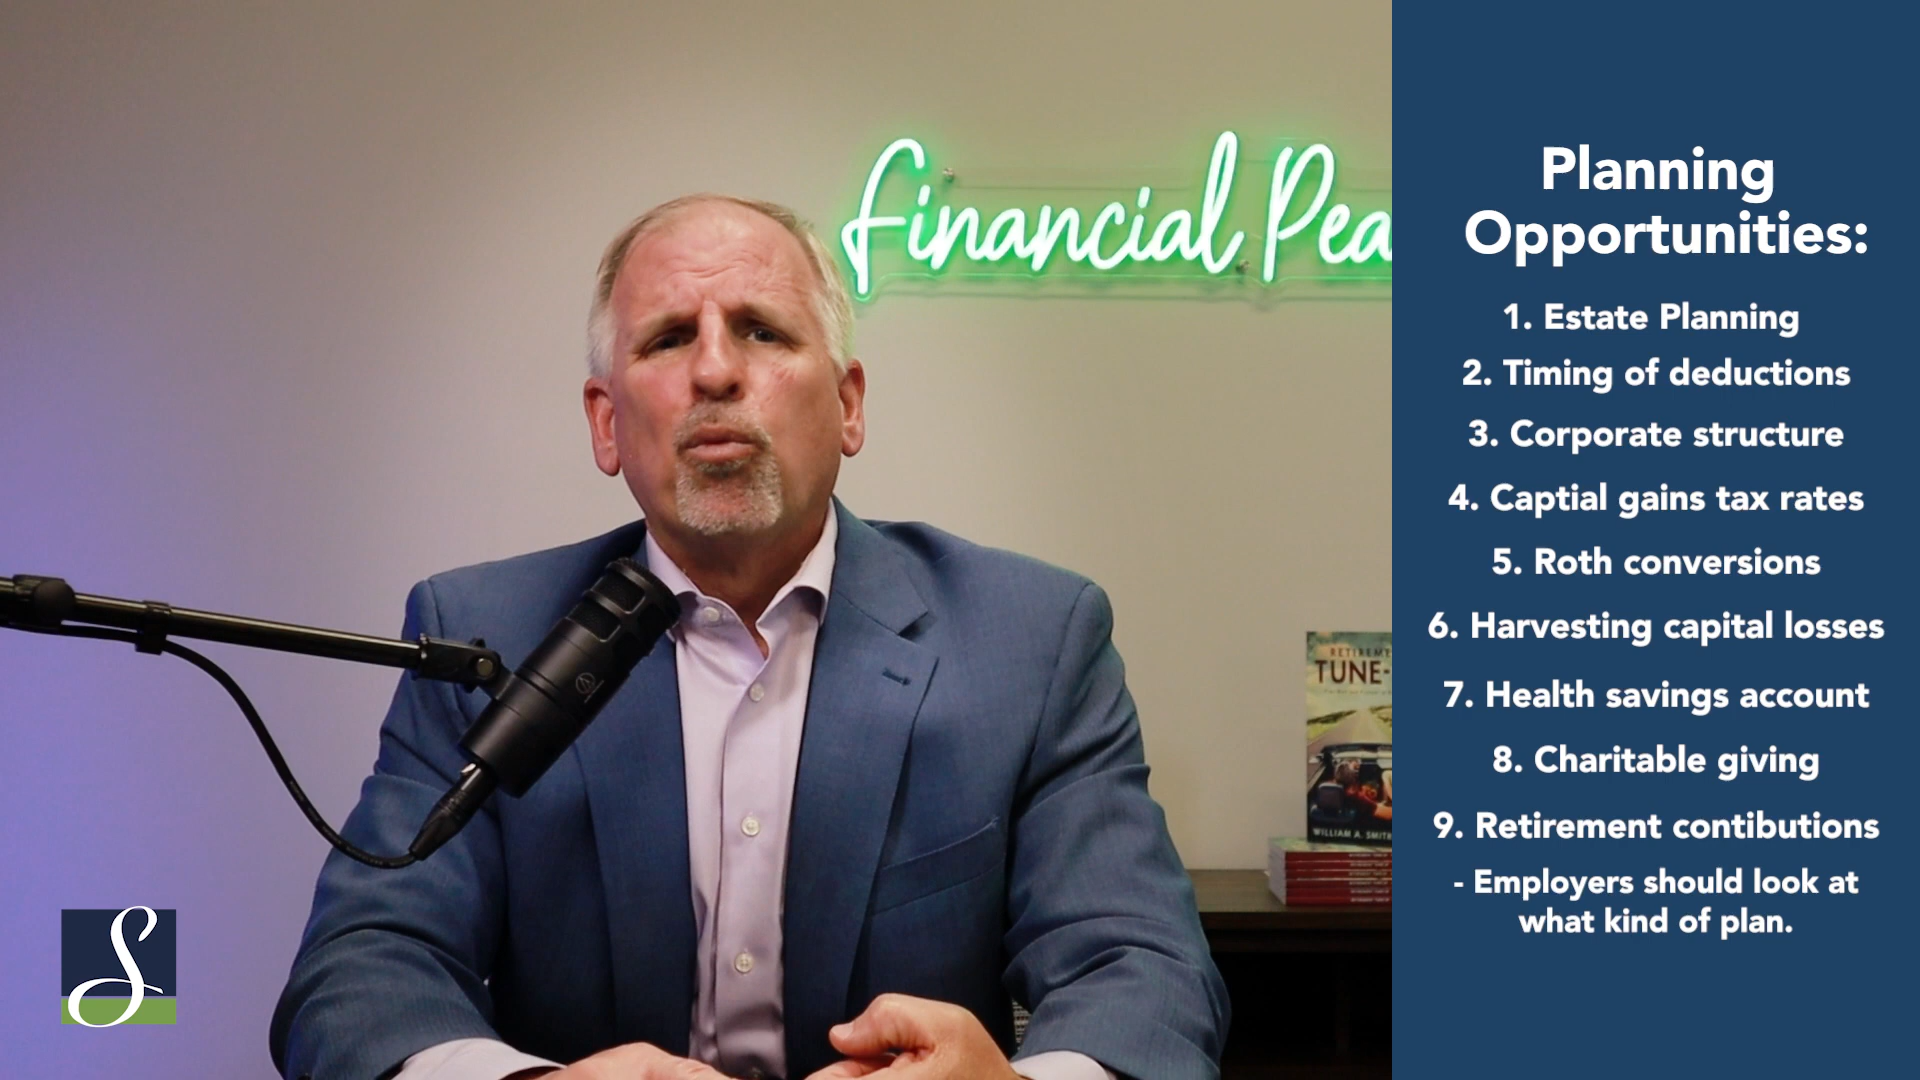 Financial Pea
Planning
Opportunities:
1. Estate Planning
2. Timing of deductions
3. Corporate structure
4. Captial gains tax rates
5. Roth conversions
6. Harvesting capital losses
7. Health savings account
8. Charitable giving
9. Retirement contibutions
- Employers should look at
what kind of plan.
RETIREME
TUNE-
WILLIAM A. SMITH
S